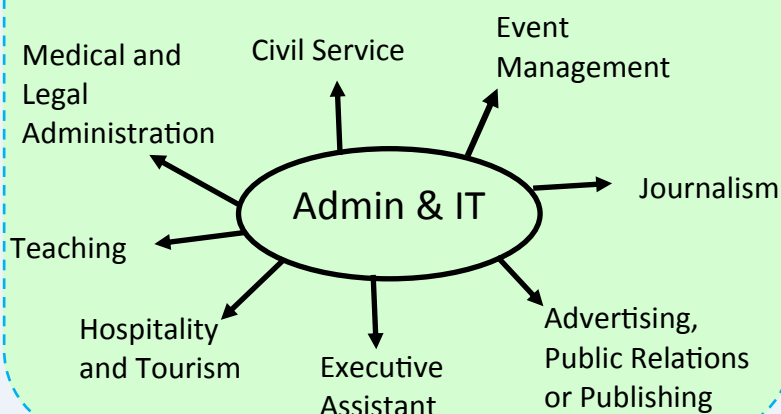 Medical and
Legal
Administration
Civil Service
Event
Management
Admin & IT
Journalism
Teaching
Hospitality
and Tourism
Executive
Assistant
Advertising,
Public Relations
or Publishing